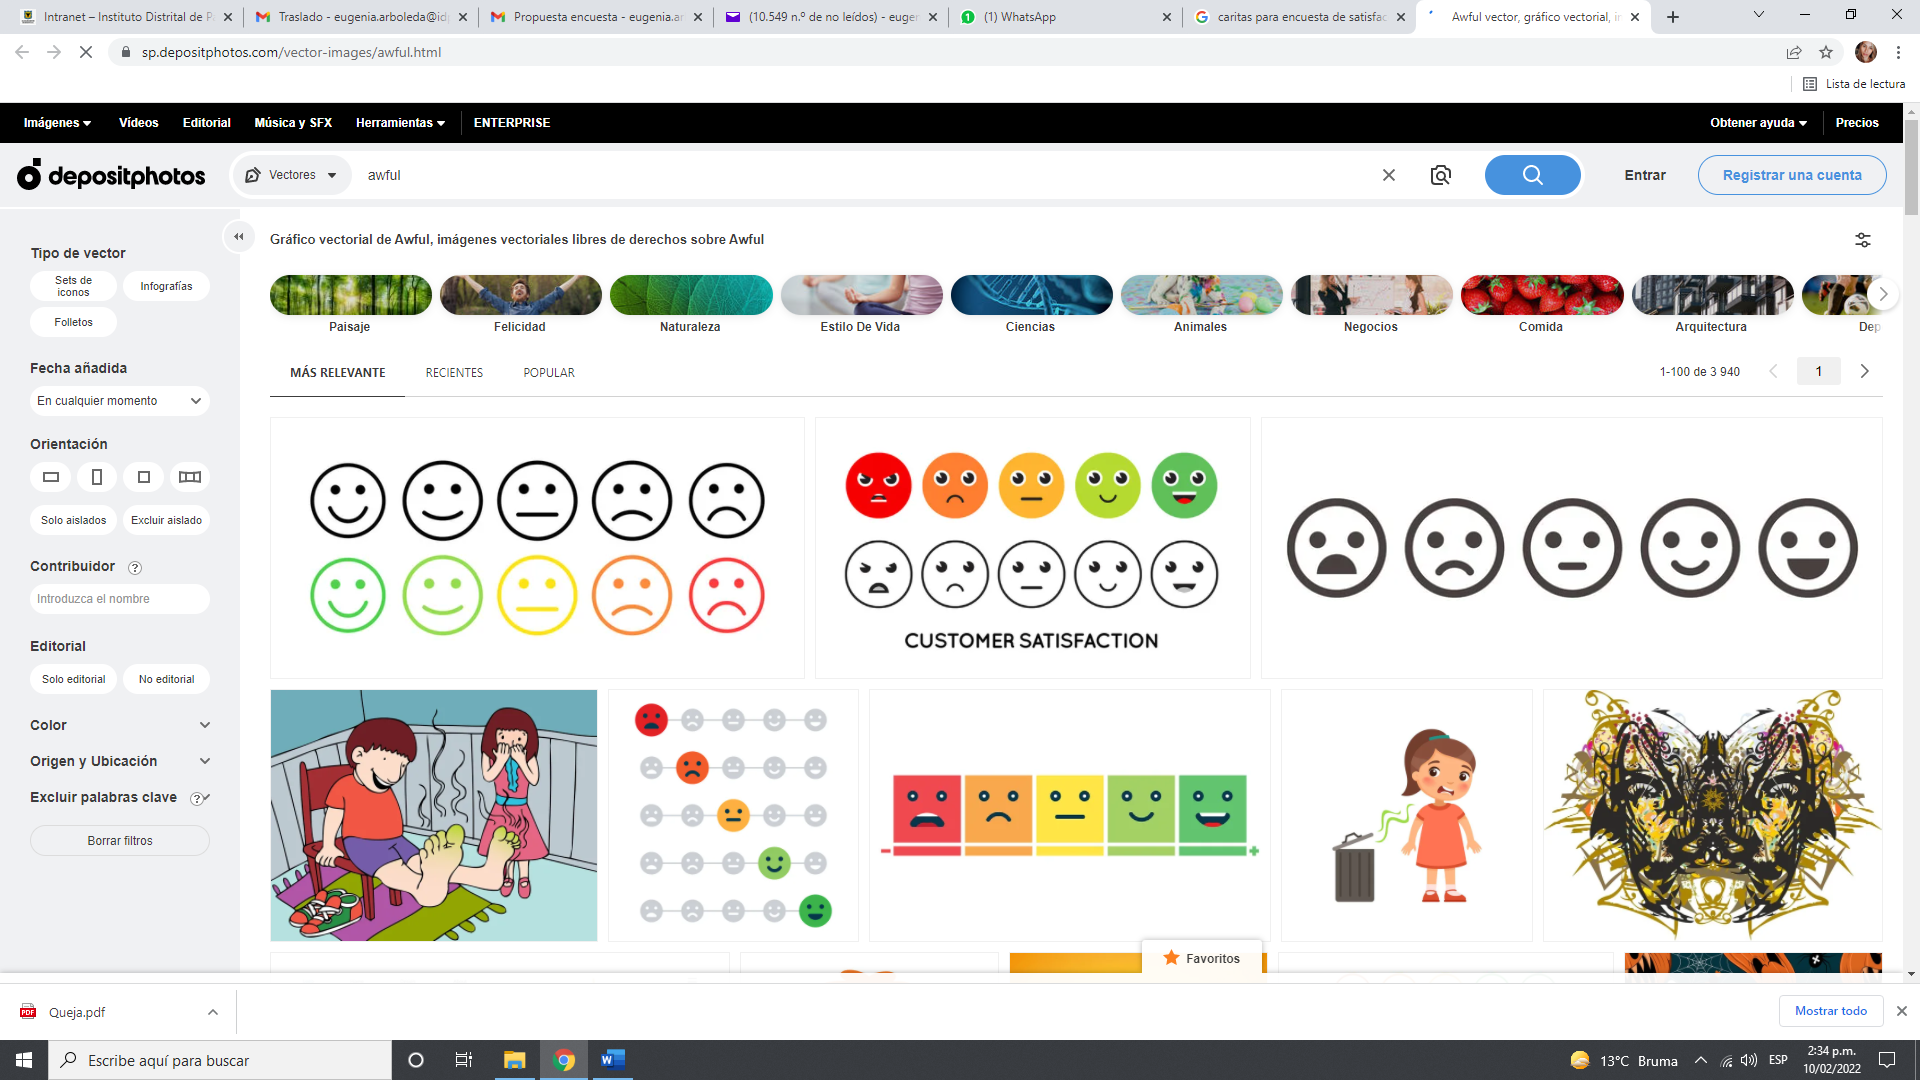 Intranet – Instituto Distrital de P
Traslado - eugenia.arboleda@id
Propuesta encuesta - eugenia.ar
(10.549 n.º de no leídos) - euger
(1) WhatsApp
caritas para encuesta de satisfac
Awful vector, gráfico vectorial, i
sp.depositphotos.com/vector-images/awful.html
Lista de lectura
Imágenes Vídeos Editorial Música y SFX Herramientas ENTERPRISE Obtener ayuda Precios
depositphotos Vectores awful Entrar Registrar una cuenta
Gráfico vectorial de Awful, imágenes vectoriales libres de derechos sobre Awful
Paisaje Felicidad Naturaleza Estilo De Vida Ciencias Animales Negocios Comida Arquitectura Dep
MÁS RELEVANTE RECIENTES POPULAR 1-100 de 3 940 1
Tipo de vector
Sets de
iconos
Infografías
Folletos
Fecha añadida
En cualquier momento
Orientación
Solo aislados Excluir aislado
Contribuidor ?
Introduzca el nombre
Editorial
Solo editorial No editorial
Color
Origen y Ubicación
Excluir palabras clave ?
Borrar filtros
CUSTOMER SATISFACTION
Favoritos
PDF Queja.pdf Mostrar todo
Escribe aquí para buscar
13°C Bruma ESP
2:34 p.m.
10/02/2022